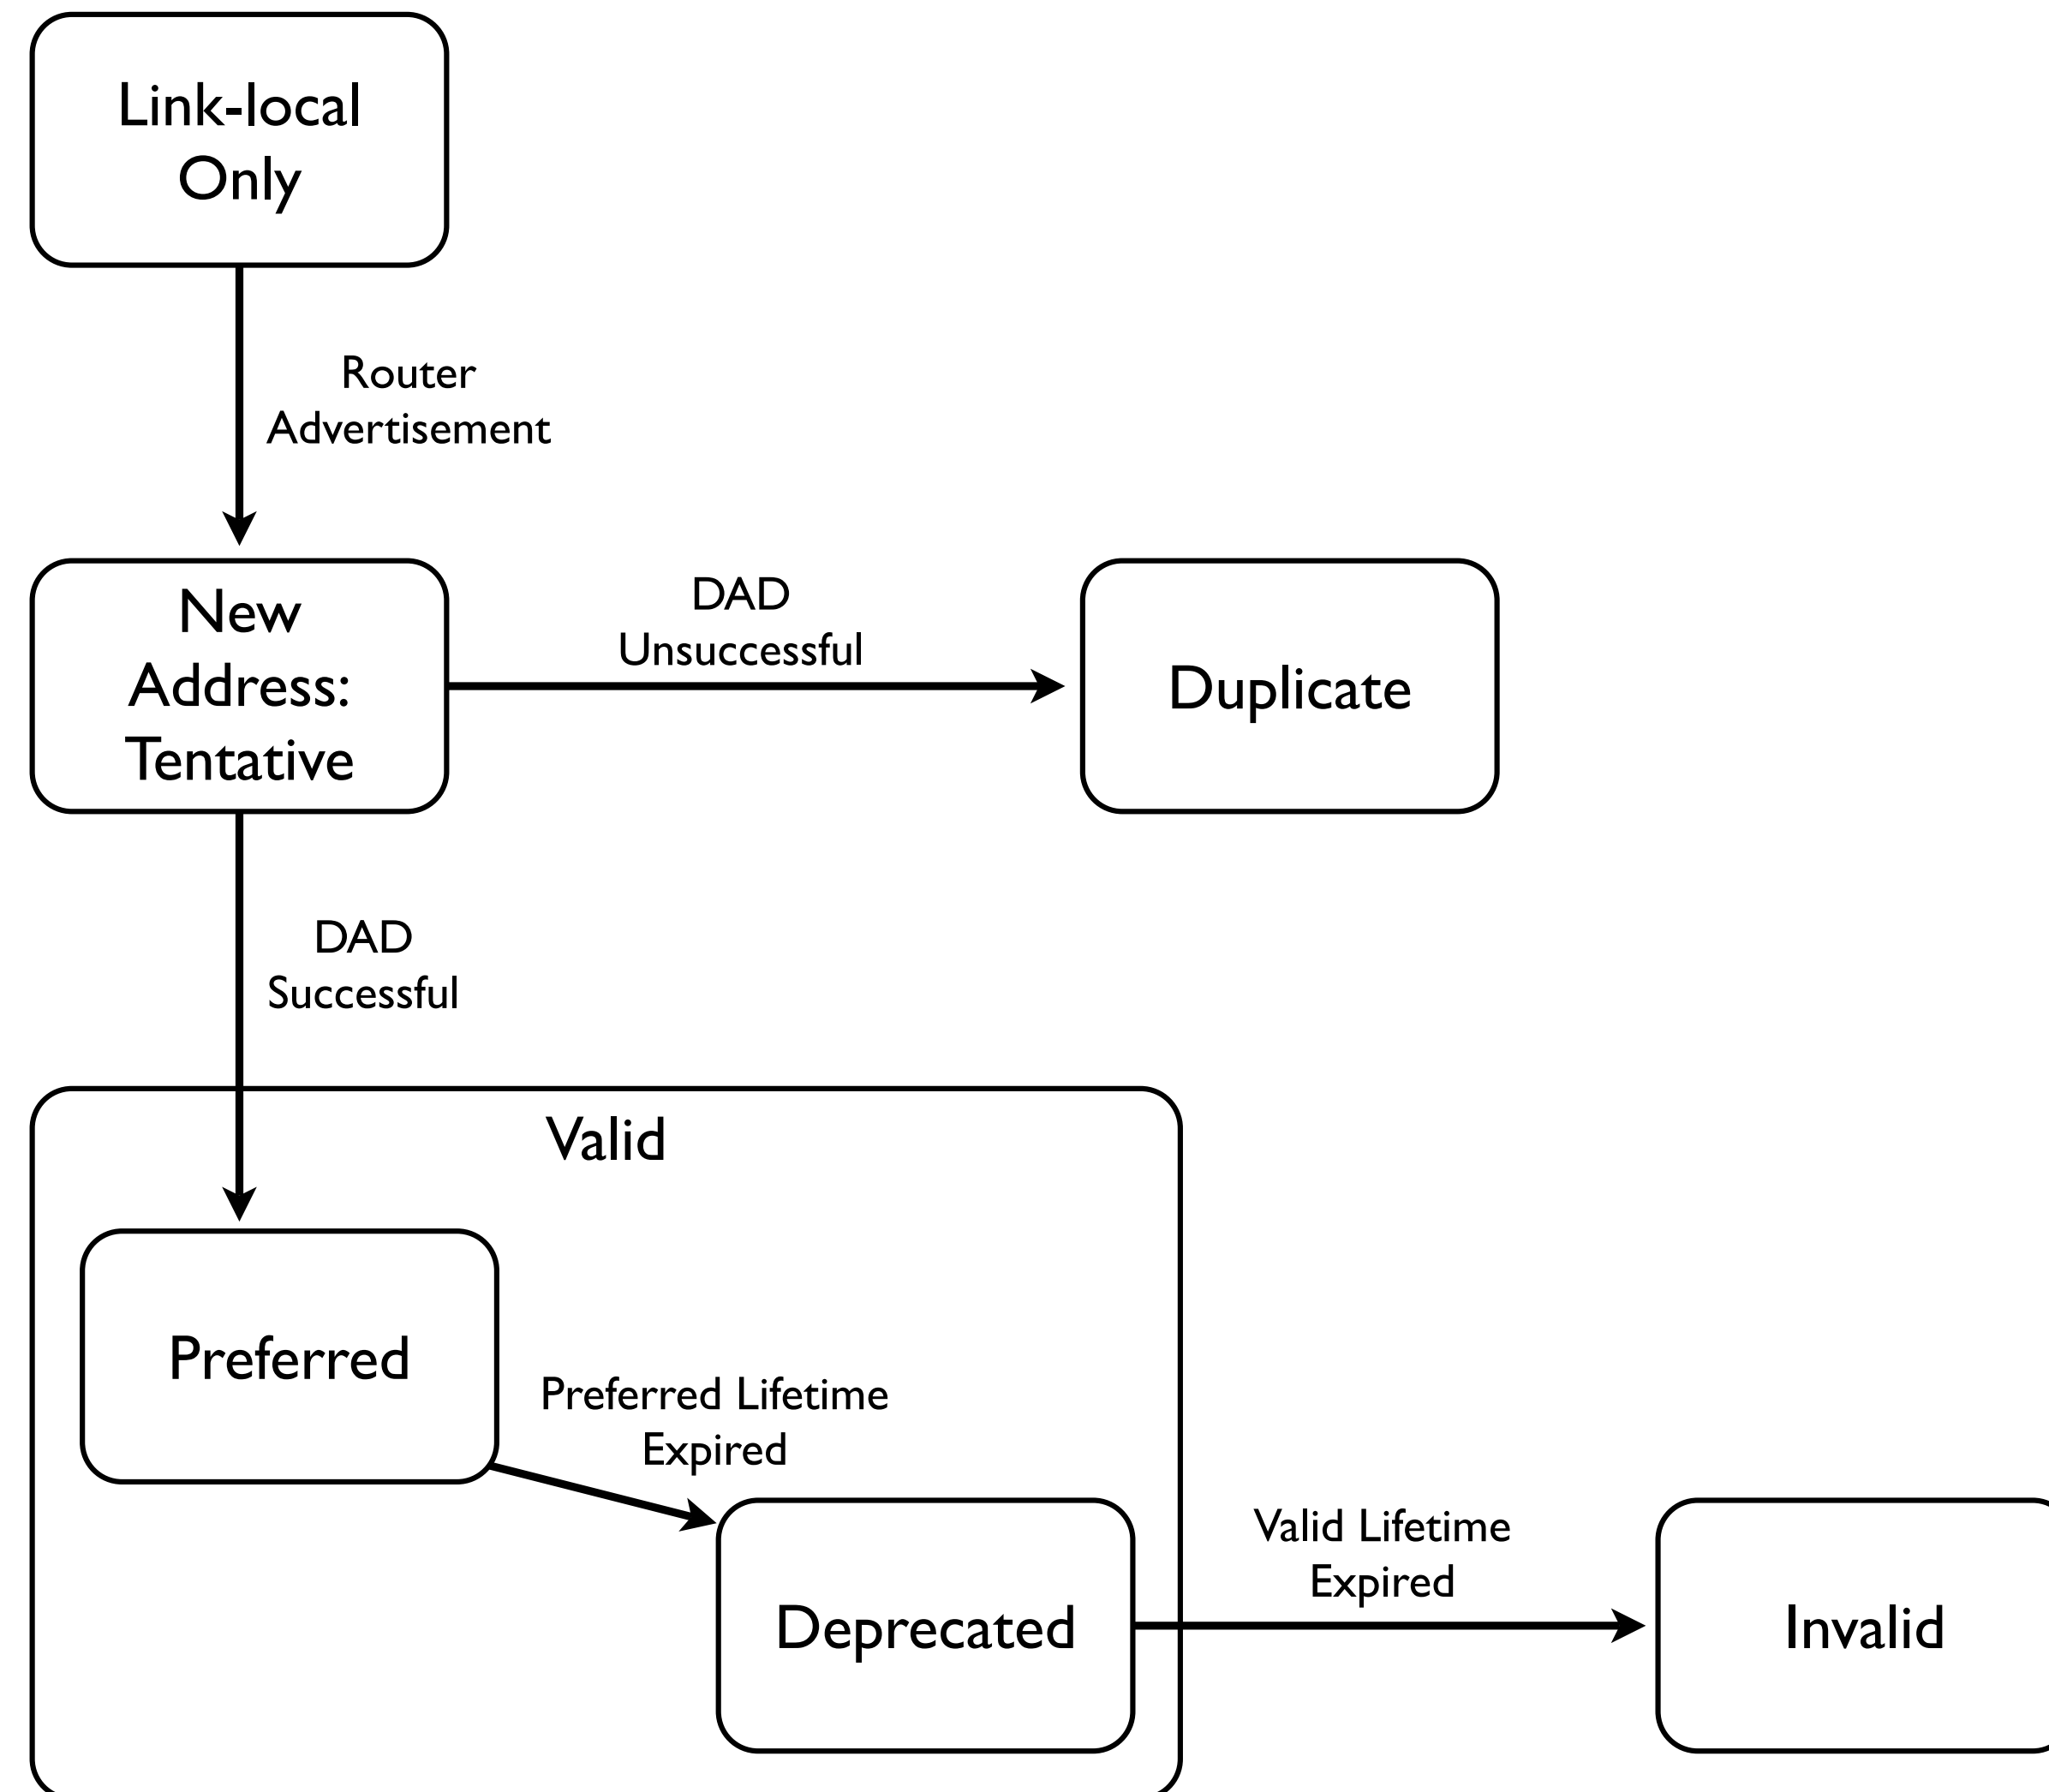 Link-local
Only
Router
Advertisement
New
Address:
Tentative
DAD
Unsuccessful
Duplicate
DAD
Successful
Valid
Preferred
Preferred Lifetime
Expired
Deprecated
Valid Lifetime
Expired
Invalid